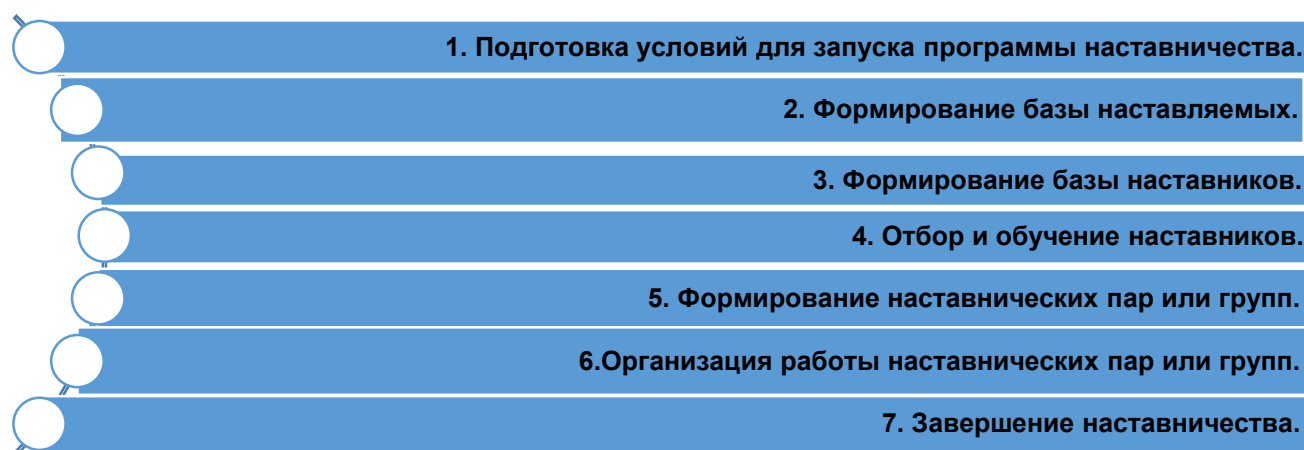 1. Подготовка условий для запуска программы наставничества.
2. Формирование базы наставляемых.
3. Формирование базы наставников.
4. Отбор и обучение наставников.
5. Формирование наставнических пар или групп.
6.Организация работы наставнических пар или групп.
7. Завершение наставничества.